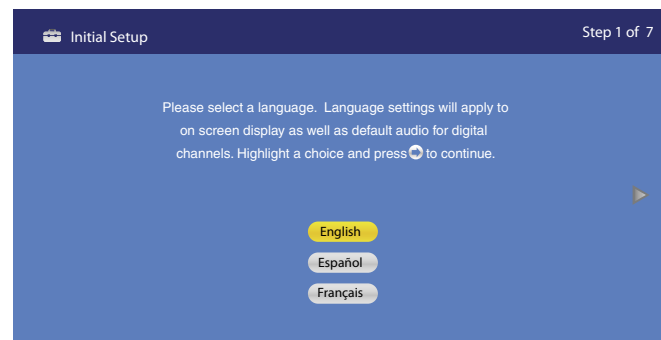 Initial Setup
Step 1 of 7
Please select a language. Language settings will apply to
on screen display as well as default audio for digital
channels. Highlight a choice and press to continue.
English
Español
Français